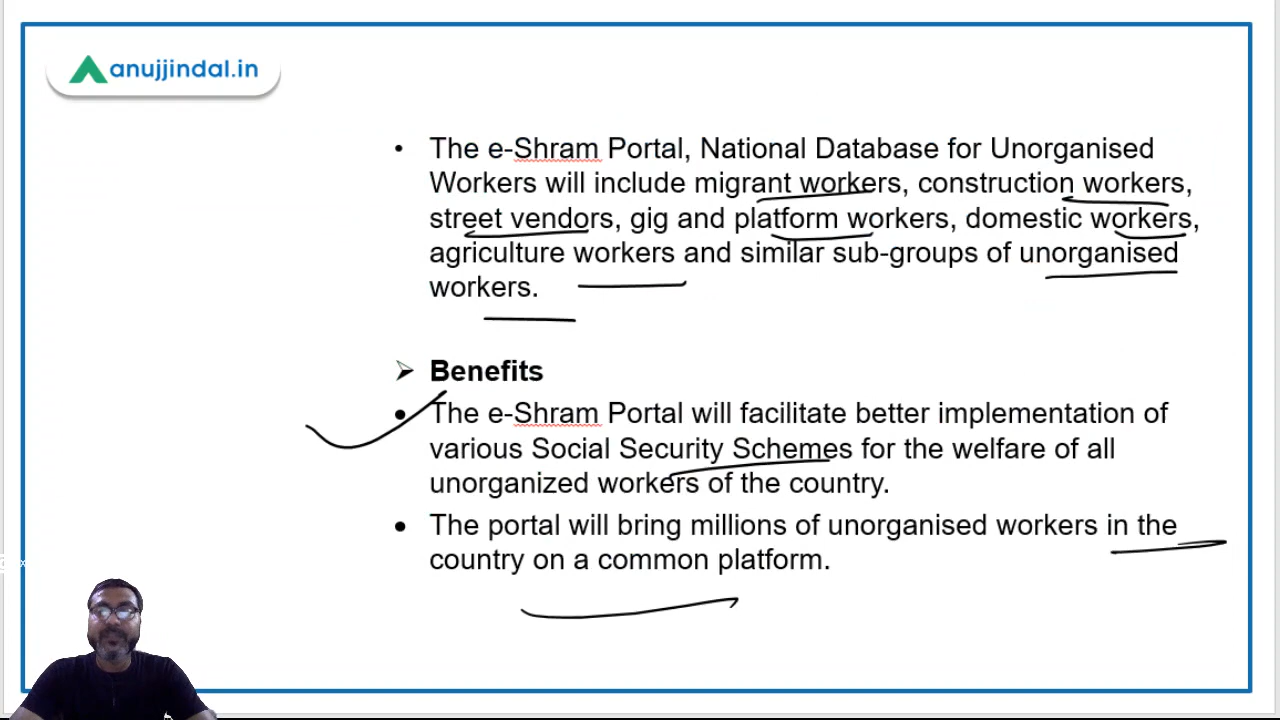 anujjindal.in
• The e-Shram Portal, National Database for Unorganised
Workers will include migrant workers, construction workers,
street vendors, gig and platform workers, domestic workers,
agriculture workers and similar sub-groups of unorganised
workers.
➢ Benefits
• The e-Shram Portal will facilitate better implementation of
various Social Security Schemes for the welfare of all
unorganized workers of the country.
• The portal will bring millions of unorganised workers in the
country on a common platform.